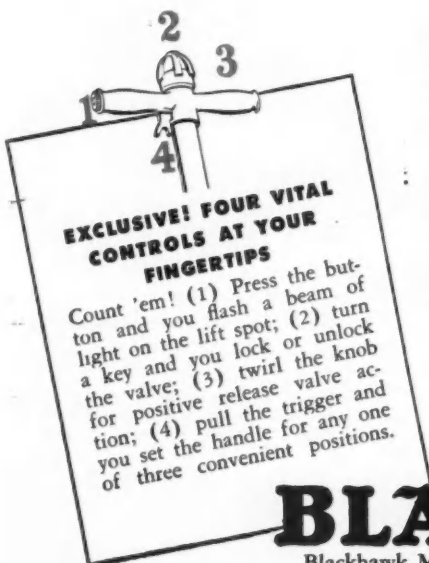 2
3
1
4
EXCLUSIVE! FOUR VITAL
CONTROLS AT YOUR
FINGERTIPS
Count 'em! (1) Press the but-
ton and you flash a beam of
light on the lift spot; (2) turn
a key and you lock or unlock
the valve; (3) twirl the knob
for positive release valve ac-
tion; (4) pull the trigger and
you set the handle for any one
of three convenient positions.
BLA
Blackhawk M